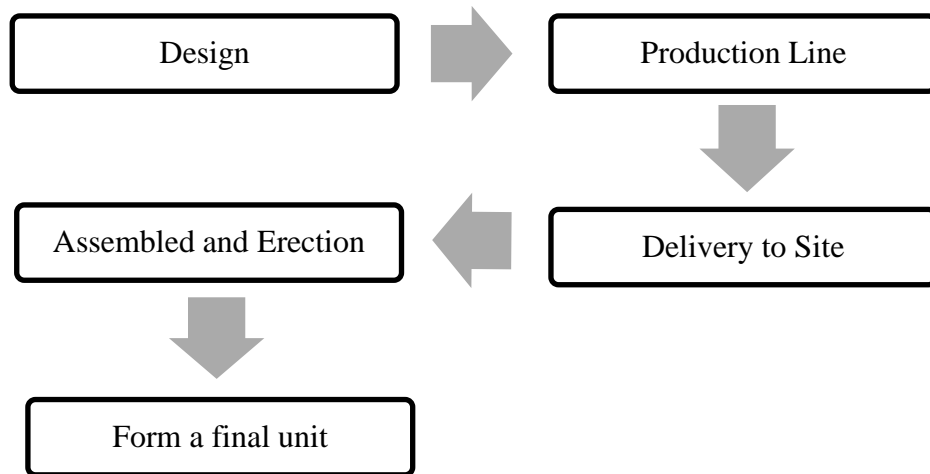 Design
Production Line
Delivery to Site
Assembled and Erection
Form a final unit